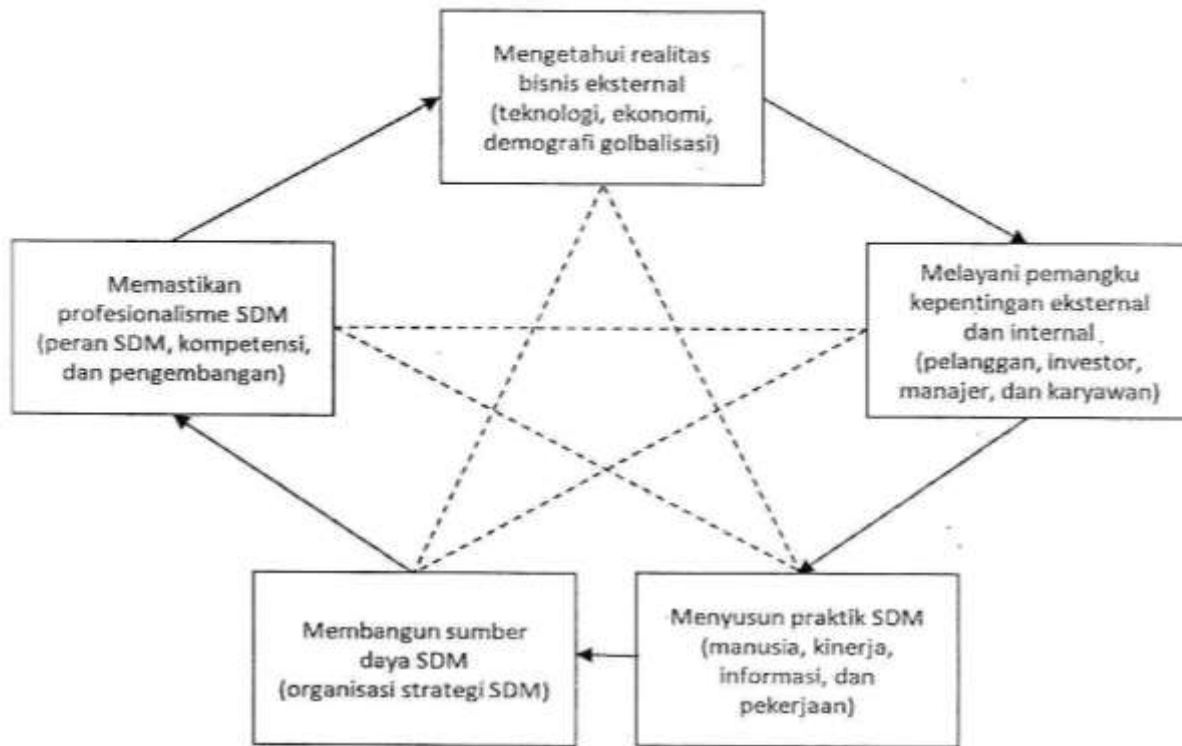 Mengetahui realitas
bisnis eksternal
(teknologi, ekonomi,
demografi golbalisasi)
Memastikan
profesionalisme SDM
(peran SDM, kompetensi,
dan pengembangan)
Melayani pemangku
kepentingan eksternal
dan internal
(pelanggan, investor,
manajer, dan karyawan)
Membangun sumber
daya SDM
(organisasi strategi SDM)
Menyusun praktik SDM
(manusia, kinerja,
informasi, dan
pekerjaan)